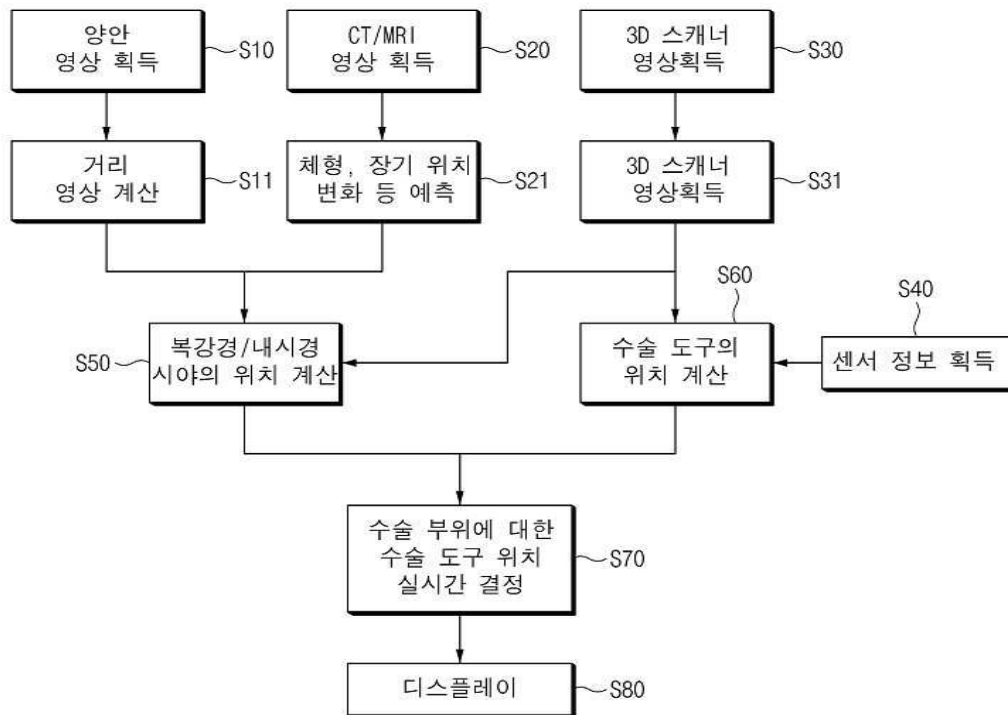 양안
영상 획득
S10
CT/MRI
영상 획득
S20
3D 스캐너
영상획득
S30
거리
영상 계산
S11
체형, 장기 위치
변화 등 예측
S21
3D 스캐너
영상획득
S31
S50
복강경/내시경
시야의 위치 계산
S60
수술 도구의
위치 계산
S40
센서 정보 획득
수술 부위에 대한
수술 도구 위치
실시간 결정
S70
디스플레이
S80